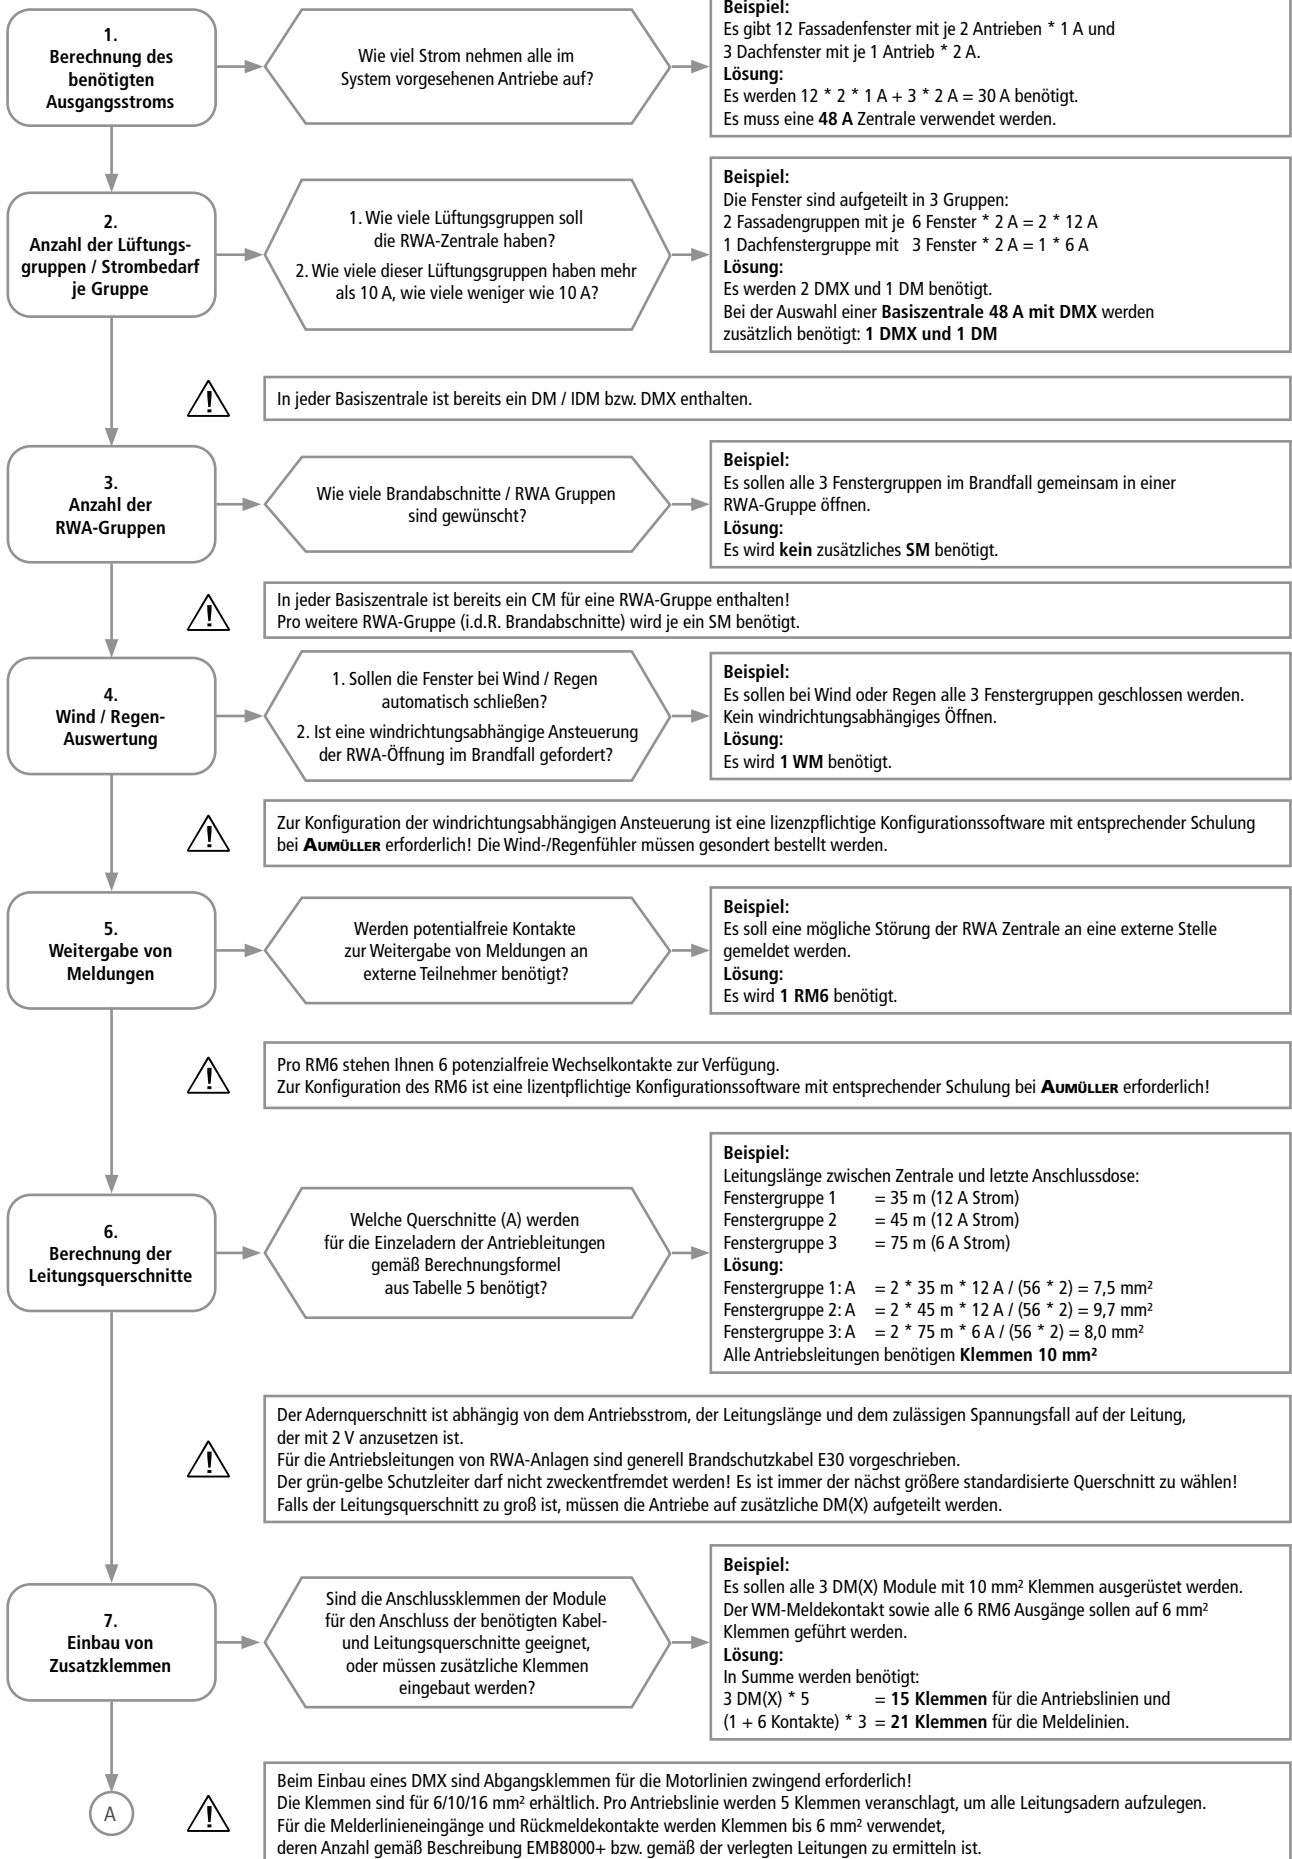 1.
Berechnung des
benötigten
Ausgangsstroms
Wie viel Strom nehmen alle im
System vorgesehenen Antriebe auf?
Beispiel:
Es gibt 12 Fassadenfenster mit je 2 Antrieben * 1 A und
3 Dachfenster mit je 1 Antrieb * 2 A.
Lösung:
Es werden 12 * 2 * 1 A + 3 * 2 A = 30 A benötigt.
Es muss eine 48 A Zentrale verwendet werden.
2.
Anzahl der Lüftungs-
gruppen / Strombedarf
je Gruppe
1. Wie viele Lüftungsgruppen soll
die RWA-Zentrale haben?
2. Wie viele dieser Lüftungsgruppen haben mehr
als 10 A, wie viele weniger wie 10 A?
Beispiel:
Die Fenster sind aufgeteilt in 3 Gruppen:
2 Fassadengruppen mit je 6 Fenster * 2 A = 2 * 12 A
1 Dachfenstergruppe mit 3 Fenster * 2 A = 1 * 6 A
Lösung:
Es werden 2 DMX und 1 DM benötigt.
Bei der Auswahl einer Basiszentrale 48 A mit DMX werden
zusätzlich benötigt: 1 DMX und 1 DM
In jeder Basiszentrale ist bereits ein DM / IDM bzw. DMX enthalten.
3.
Anzahl der
RWA-Gruppen
Wie viele Brandabschnitte / RWA Gruppen
sind gewünscht?
Beispiel:
Es sollen alle 3 Fenstergruppen im Brandfall gemeinsam in einer
RWA-Gruppe öffnen.
Lösung:
Es wird kein zusätzliches SM benötigt.
In jeder Basiszentrale ist bereits ein CM für eine RWA-Gruppe enthalten!
Pro weitere RWA-Gruppe (i.d.R. Brandabschnitte) wird je ein SM benötigt.
4.
Wind / Regen-
Auswertung
1. Sollen die Fenster bei Wind / Regen
automatisch schließen?
2. Ist eine windrichtungsabhängige Ansteuerung
der RWA-Öffnung im Brandfall gefordert?
Beispiel:
Es sollen bei Wind oder Regen alle 3 Fenstergruppen geschlossen werden.
Kein windrichtungsabhängiges Öffnen.
Lösung:
Es wird 1 WM benötigt.
Zur Konfiguration der windrichtungsabhängigen Ansteuerung ist eine lizenzpflichtige Konfigurationssoftware mit entsprechender Schulung
bei AUMÜLLER erforderlich! Die Wind-/Regenfühler müssen gesondert bestellt werden.
5.
Weitergabe von
Meldungen
Werden potentialfreie Kontakte
zur Weitergabe von Meldungen an
externe Teilnehmer benötigt?
Beispiel:
Es soll eine mögliche Störung der RWA Zentrale an eine externe Stelle
gemeldet werden.
Lösung:
Es wird 1 RM6 benötigt.
Pro RM6 stehen Ihnen 6 potenzialfreie Wechselkontakte zur Verfügung.
Zur Konfiguration des RM6 ist eine lizentpflichtige Konfigurationssoftware mit entsprechender Schulung bei AUMÜLLER erforderlich!
6.
Berechnung der
Leitungsquerschnitte
Welche Querschnitte (A) werden
für die Einzeladern der Antriebleitungen
gemäß Berechnungsformel
aus Tabelle 5 benötigt?
Beispiel:
Leitungslänge zwischen Zentrale und letzte Anschlussdose:
Fenstergruppe 1 = 35 m (12 A Strom)
Fenstergruppe 2 = 45 m (12 A Strom)
Fenstergruppe 3 = 75 m (6 A Strom)
Lösung:
Fenstergruppe 1: A = 2 * 35 m * 12 A / (56 * 2) = 7,5 mm²
Fenstergruppe 2: A = 2 * 45 m * 12 A / (56 * 2) = 9,7 mm²
Fenstergruppe 3: A = 2 * 75 m * 6 A / (56 * 2) = 8,0 mm²
Alle Antriebsleitungen benötigen Klemmen 10 mm²
Der Adernquerschnitt ist abhängig von dem Antriebsstrom, der Leitungslänge und dem zulässigen Spannungsfall auf der Leitung,
der mit 2 V anzusetzen ist.
Für die Antriebsleitungen von RWA-Anlagen sind generell Brandschutzkabel E30 vorgeschrieben.
Der grün-gelbe Schutzleiter darf nicht zweckentfremdet werden! Es ist immer der nächst größere standardisierte Querschnitt zu wählen!
Falls der Leitungsquerschnitt zu groß ist, müssen die Antriebe auf zusätzliche DM(X) aufgeteilt werden.
7.
Einbau von
Zusatzklemmen
Sind die Anschlussklemmen der Module
für den Anschluss der benötigten Kabel-
und Leitungsquerschnitte geeignet,
oder müssen zusätzliche Klemmen
eingebaut werden?
Beispiel:
Es sollen alle 3 DM(X) Module mit 10 mm² Klemmen ausgerüstet werden.
Der WM-Meldekontakt sowie alle 6 RM6 Ausgänge sollen auf 6 mm²
Klemmen geführt werden.
Lösung:
In Summe werden benötigt:
3 DM(X) * 5 = 15 Klemmen für die Antriebslinien und
(1 + 6 Kontakte) * 3 = 21 Klemmen für die Meldelinien.
A
Beim Einbau eines DMX sind Abgangsklemmen für die Motorlinien zwingend erforderlich!
Die Klemmen sind für 6/10/16 mm² erhältlich. Pro Antriebslinie werden 5 Klemmen veranschlagt, um alle Leitungsadern aufzulegen.
Für die Melderlinieneingänge und Rückmeldekontakte werden Klemmen bis 6 mm² verwendet,
deren Anzahl gemäß Beschreibung EMB8000+ bzw. gemäß der verlegten Leitungen zu ermitteln ist.